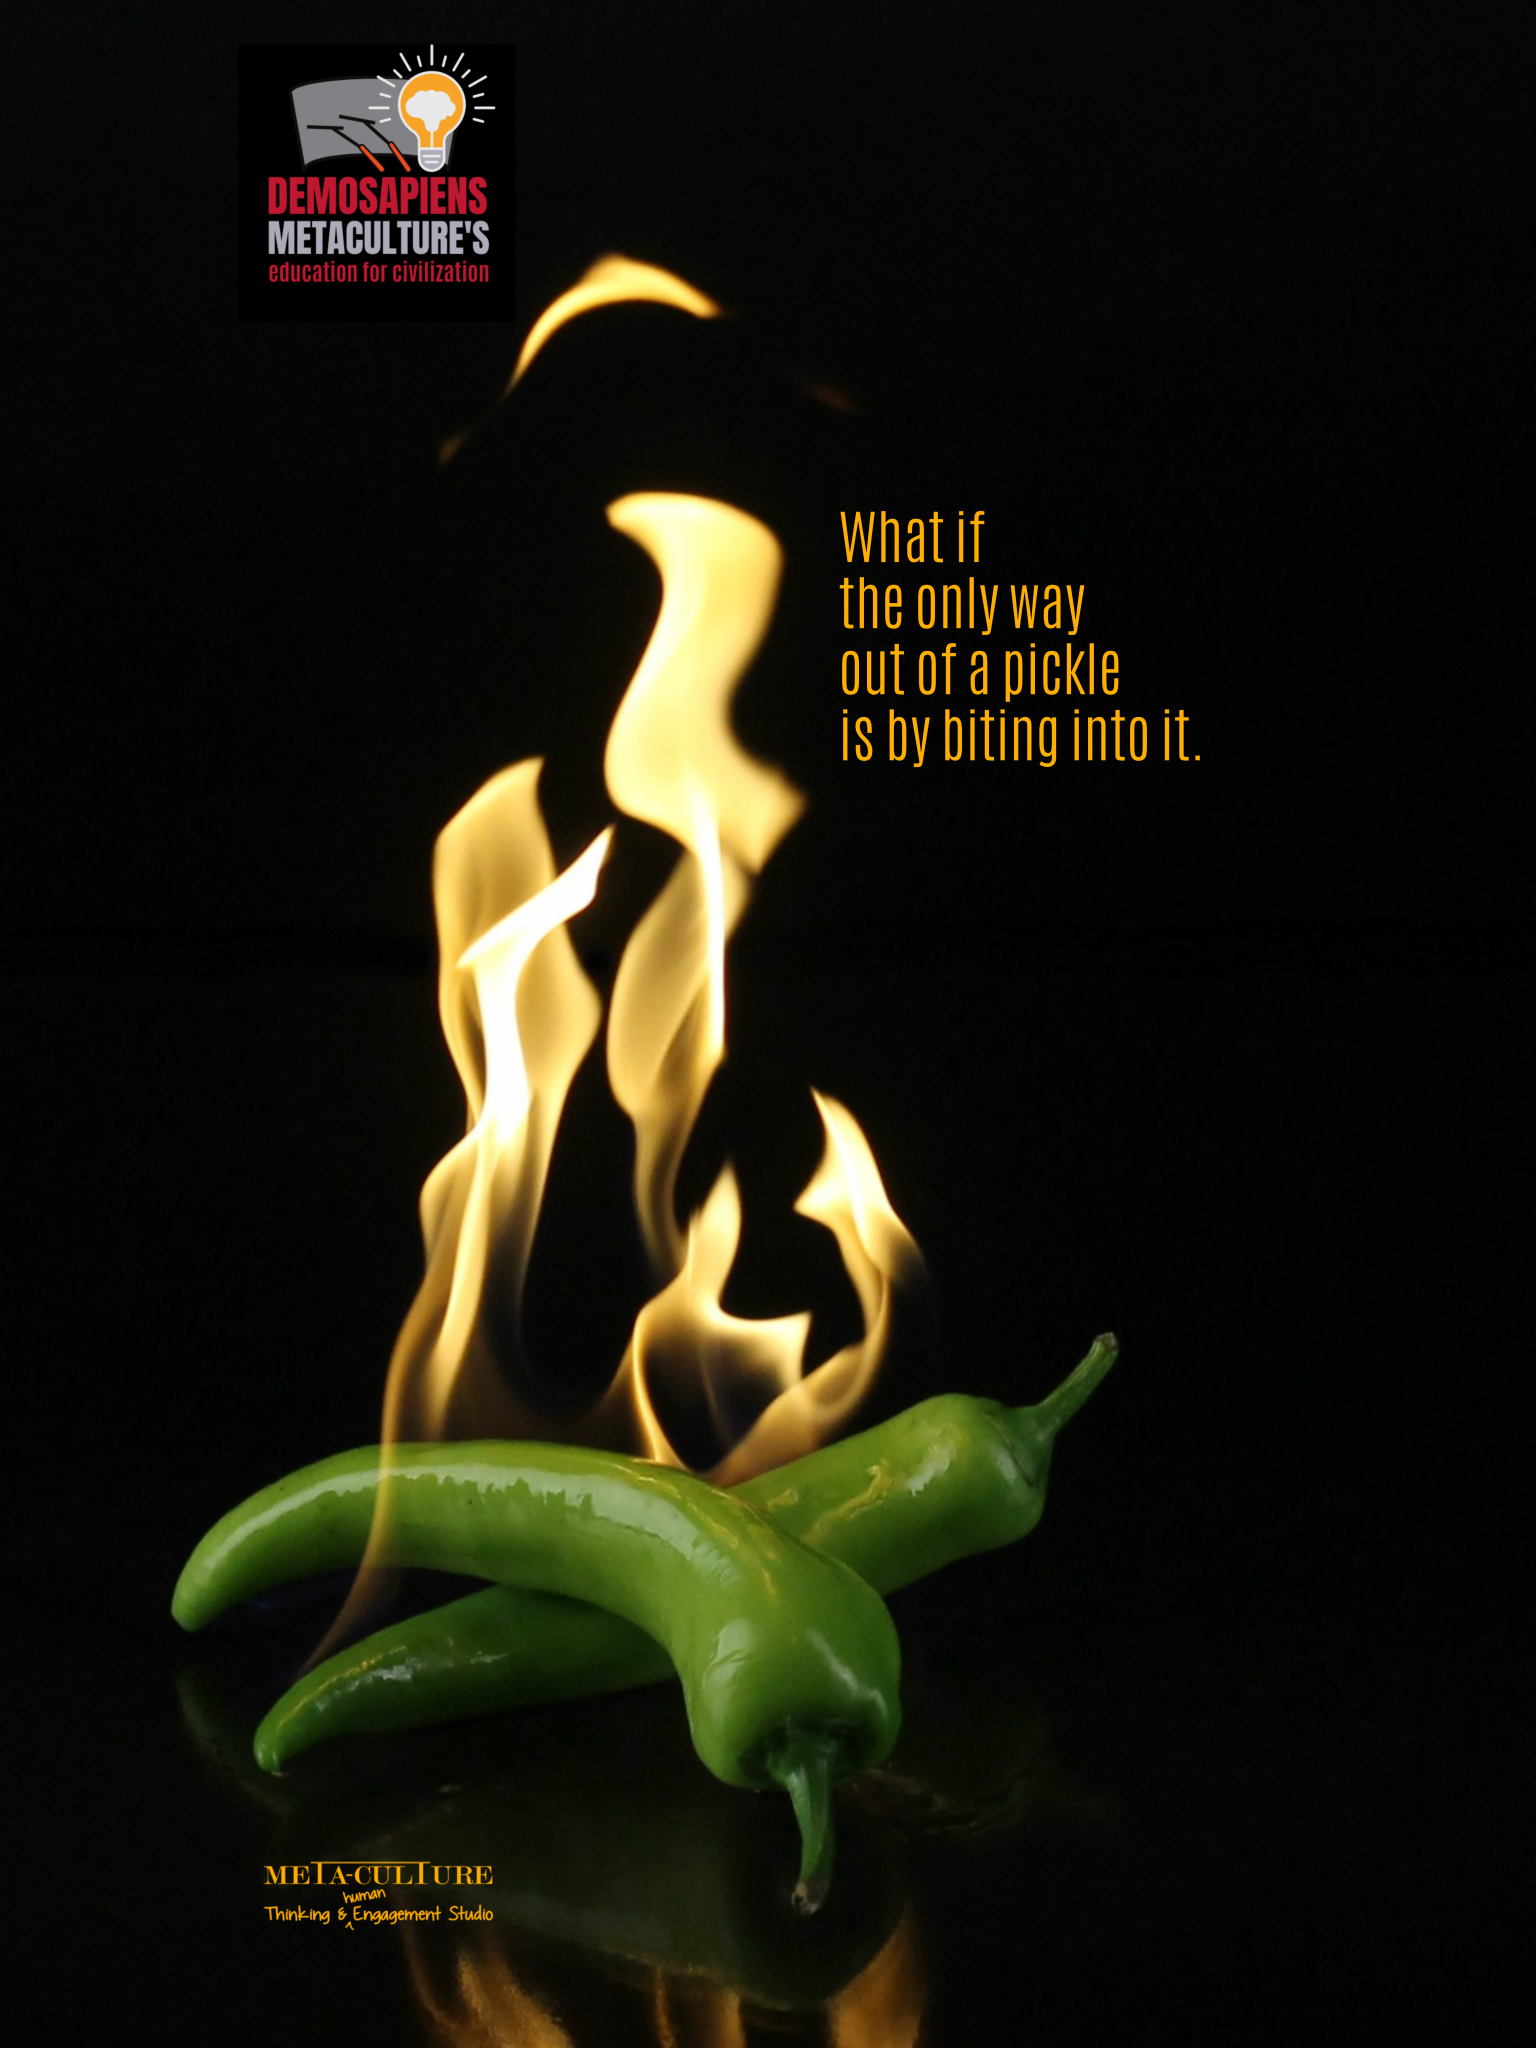 DEMOSAPIENS
METACULTURE'S
education for civilization
What if
the only way
out of a pickle
is by biting into it.
META-CULTURE
human
Thinking & Engagement Studio